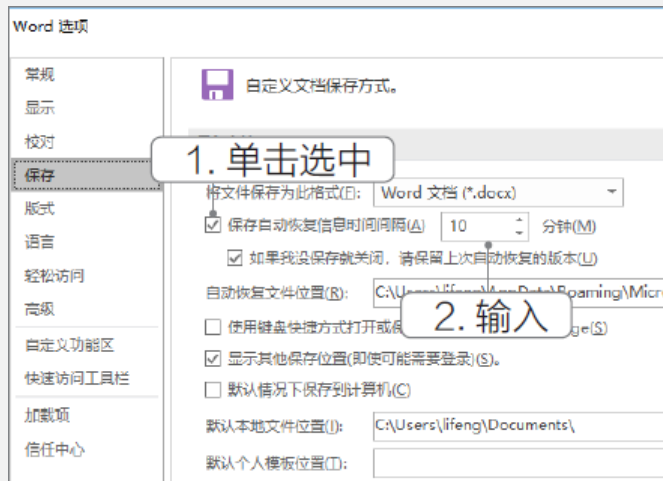 Word 选项
常规
显示
校对
保存
版式
语言
轻松访问
高级
自定义功能区
快速访问工具栏
加载项
信任中心
自定义文档保存方式。
1. 单击选中
将文件保存为此格式(F): Word 文档 (*.docx)
保存自动恢复信息时间间隔(A) 10 分钟(M)
如果我没保存就关闭，请保留上次自动恢复的版本(U)
自动恢复文件位置(R): C:\Users\lifeng\AppData\Roaming\Micr
2. 输入
使用键盘快捷方式打开或保 ge(S)
显示其他保存位置(即使可能需要登录)(S)。
默认情况下保存到计算机(C)
默认本地文件位置(I): C:\Users\lifeng\Documents\
默认个人模板位置(T):